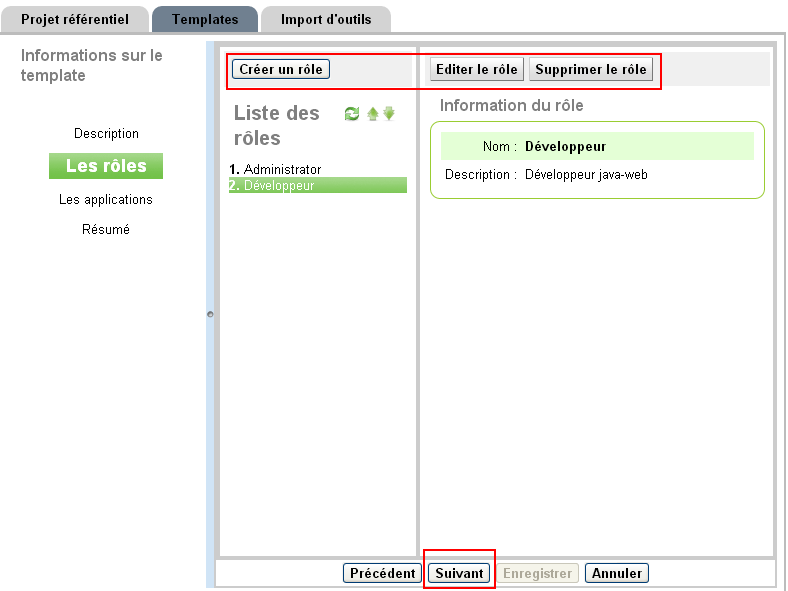 Projet référentiel
Templates
Import d'outils
Informations sur le
template
Description
Les rôles
Les applications
Résumé
Créer un rôle
Liste des
rôles
1. Administrator
2. Développeur
Editer le rôle
Supprimer le rôle
Information du rôle
Nom : Développeur
Description : Développeur java-web
Précédent
Suivant
Enregistrer
Annuler